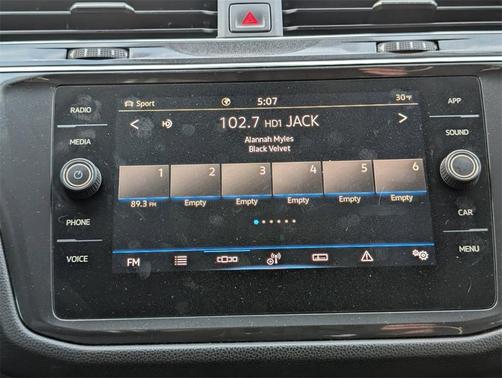 RADIO
MEDIA
PHONE
VOICE
Sport 5:07 30°F
< HD 102.7 HD1 JACK >
Alannah Myles
Black Velvet
1 2 3 4 5 6
89.3 FM Empty Empty Empty Empty Empty
FM
APP
SOUND
CAR
MENU